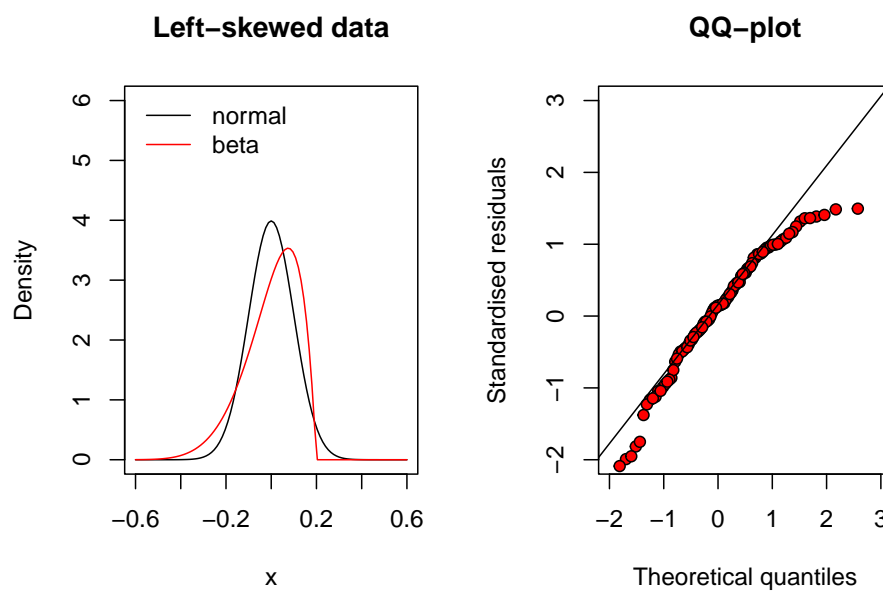 Left−skewed data
6
5
4
3
2
1
0
Density
normal
beta
−0.6
−0.2
0.2
0.6
x
QQ−plot
3
2
1
0
−1
−2
Standardised residuals
−2
−1
0
1
2
3
Theoretical quantiles